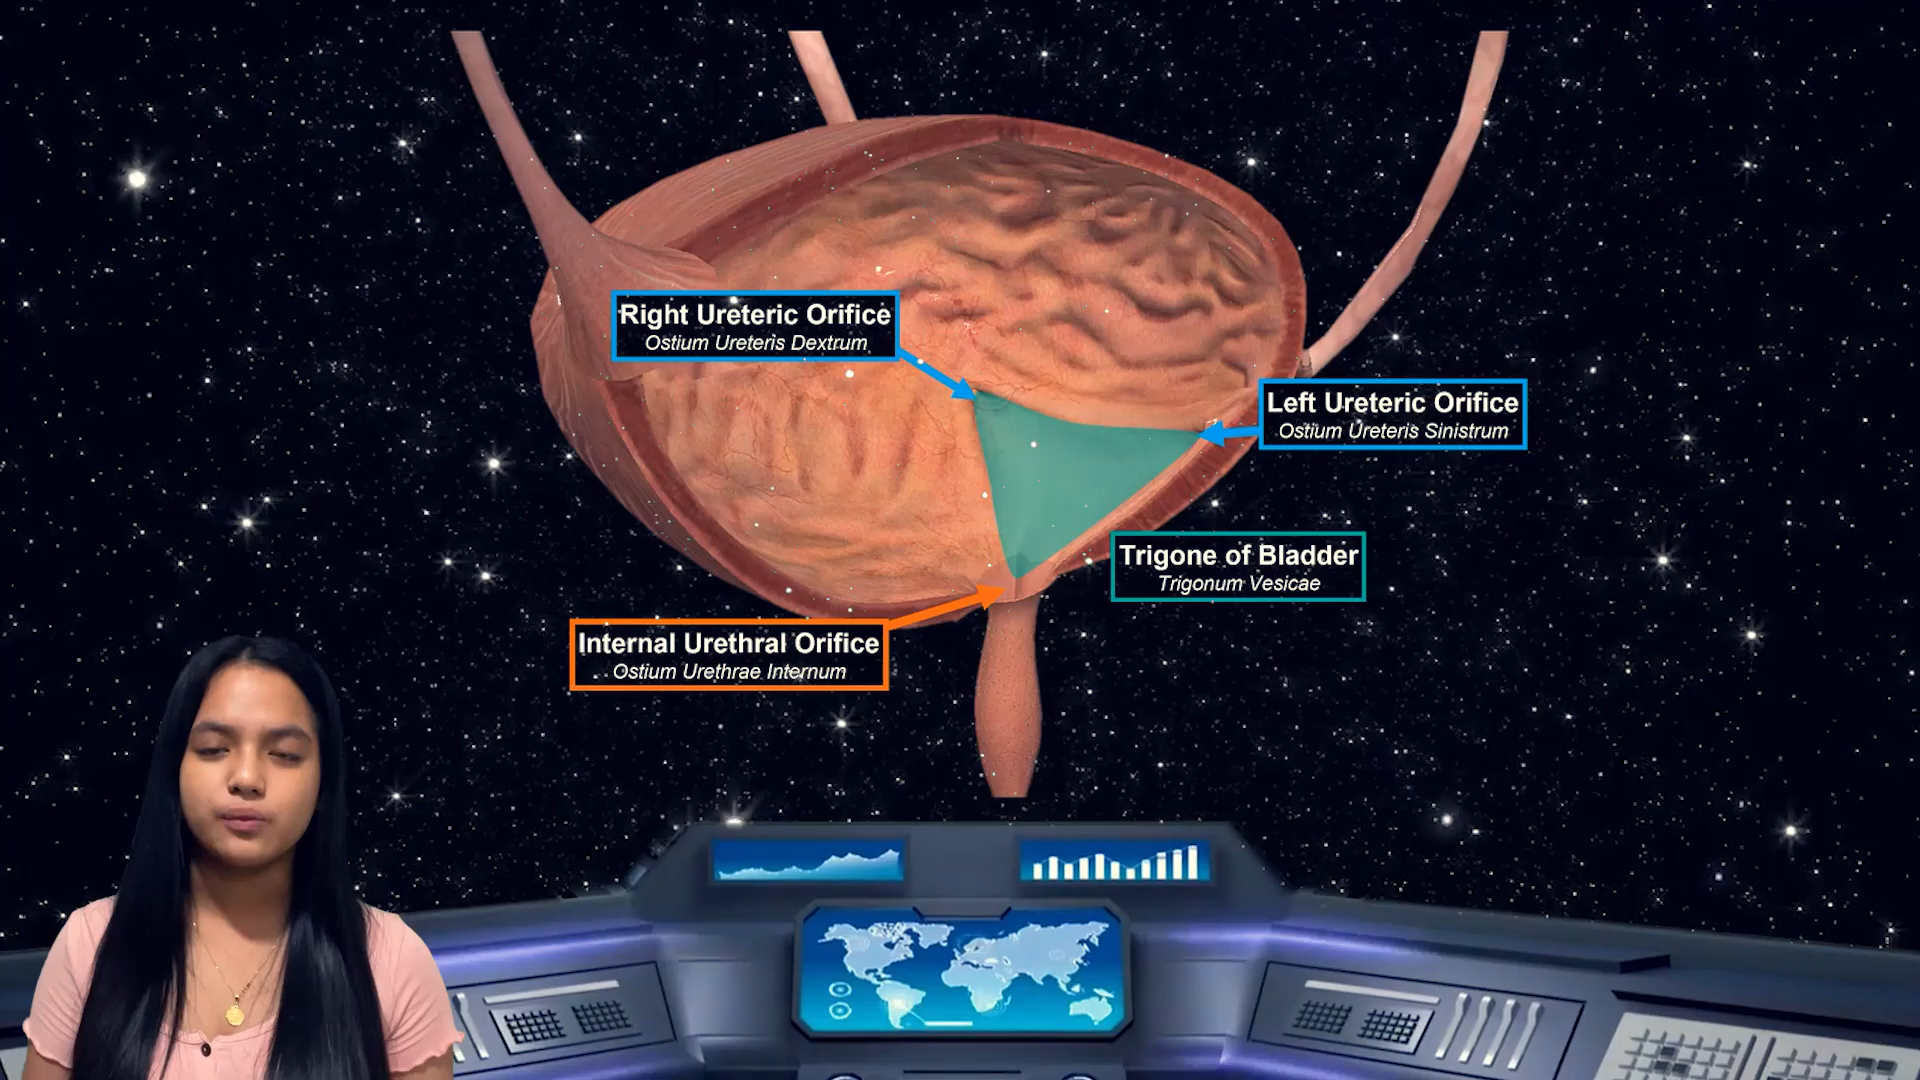 Right Ureteric Orifice
Ostium Ureteris Dextrum
Left Ureteric Orifice
Ostium Ureteris Sinistrum
Trigone of Bladder
Trigonum Vesicae
Internal Urethral Orifice
Ostium Urethrae Internum